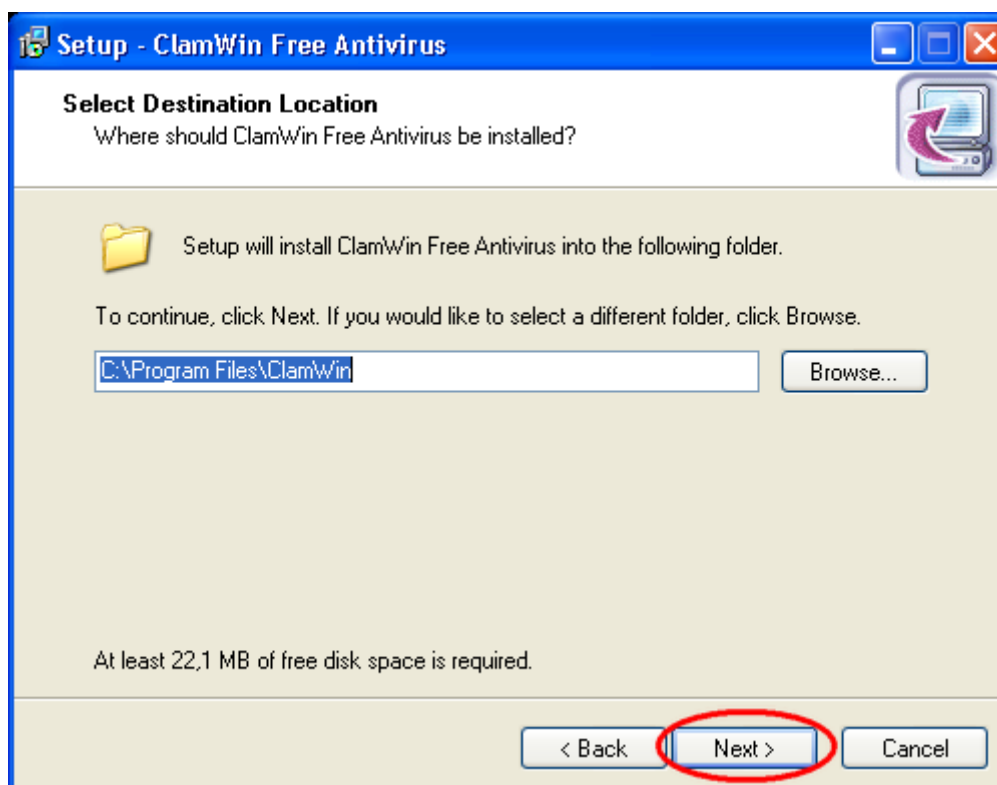 Setup - ClamWin Free Antivirus
Select Destination Location
Where should ClamWin Free Antivirus be installed?
Setup will install ClamWin Free Antivirus into the following folder.
To continue, click Next. If you would like to select a different folder, click Browse.
C:\Program Files\ClamWin
Browse...
At least 22,1 MB of free disk space is required.
< Back
Next >
Cancel